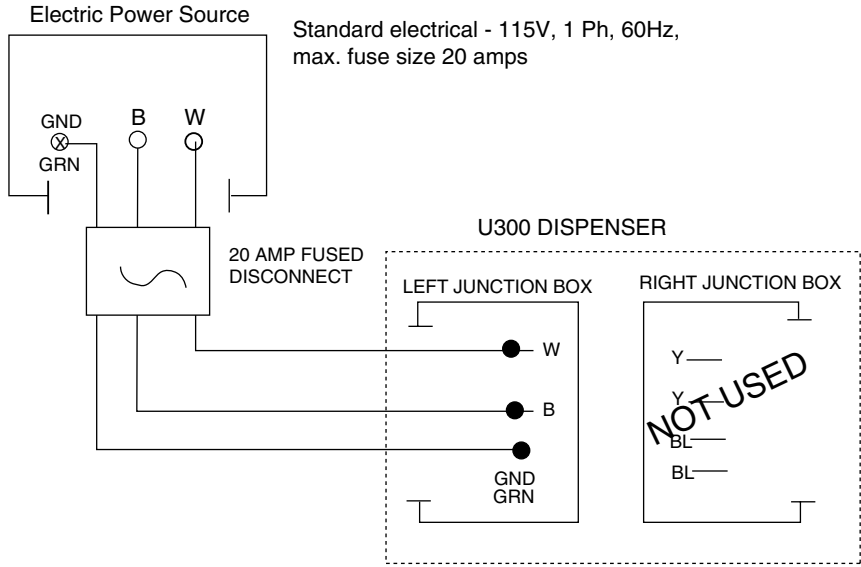 Electric Power Source
Standard electrical - 115V, 1 Ph, 60Hz,
max. fuse size 20 amps
GND
B
W
X
GRN
20 AMP FUSED
DISCONNECT
U300 DISPENSER
LEFT JUNCTION BOX
W
B
GND
GRN
RIGHT JUNCTION BOX
Y
Y
BL
BL
NOT USED